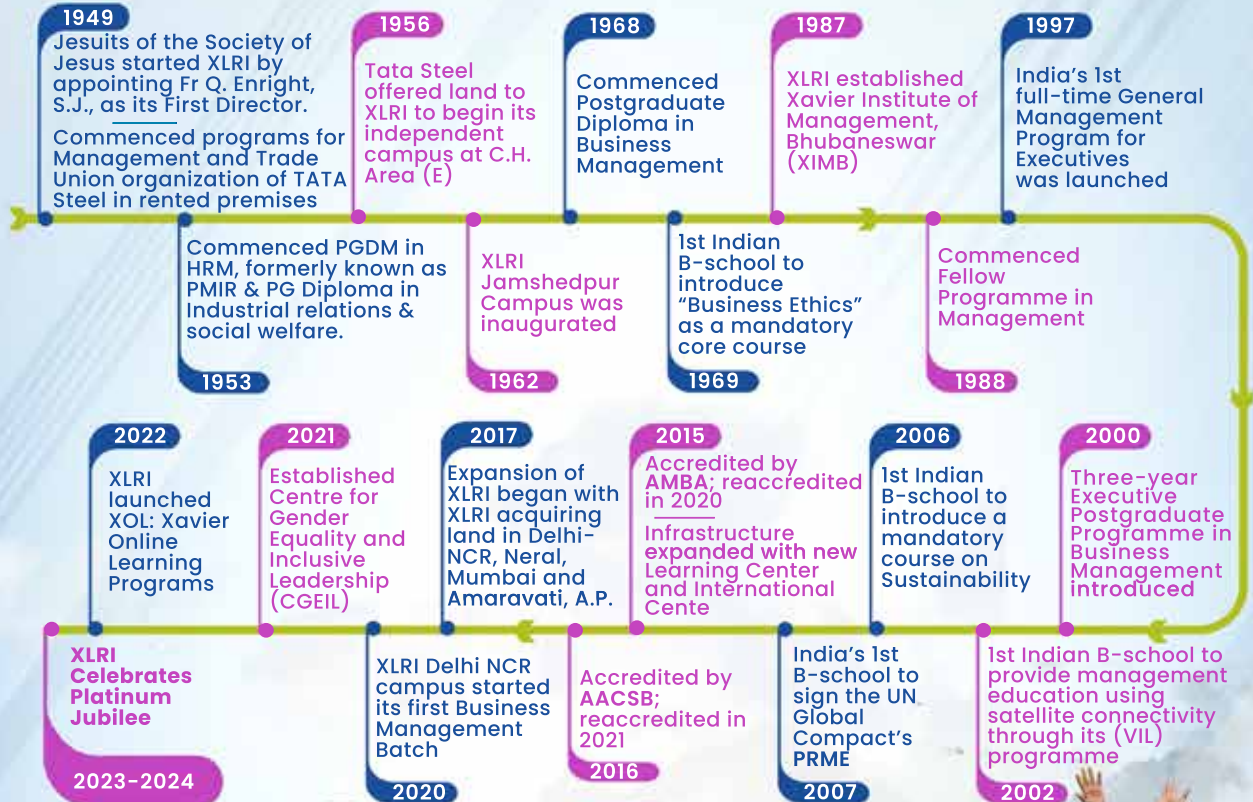 1949
Jesuits of the Society of
Jesus started XLRI by
appointing Fr Q. Enright,
S.J., as its First Director.
Commenced programs for
Management and Trade
Union organization of TATA
Steel in rented premises
Commenced PGDM in
HRM, formerly known as
PMIR & PG Diploma in
Industrial relations &
social welfare.
1953
1956
Tata Steel
offered land to
XLRI to begin its
independent
campus at C.H.
Area (E)
XLRI
Jamshedpur
Campus was
inaugurated
1962
1968
Commenced
Postgraduate
Diploma in
Business
Management
1st Indian
B-school to
introduce
“Business Ethics”
as a mandatory
core course
1969
1987
XLRI established
Xavier Institute of
Management,
Bhubaneswar
(XIMB)
Commenced
Fellow
Programme in
Management
1988
1997
India’s 1st
full-time General
Management
Program for
Executives
was launched
2000
Three-year
Executive
Postgraduate
Programme in
Business
Management
introduced
1st Indian B-school to
provide management
education using
satellite connectivity
through its (VIL)
programme
2002
2006
1st Indian
B-school to
introduce a
mandatory
course on
Sustainability
India’s 1st
B-school to
sign the UN
Global
Compact’s
PRME
2007
2015
Accredited by
AMBA; reaccredited
in 2020
Infrastructure
expanded with new
Learning Center
and International
Cente
Accredited by
AACSB;
reaccredited in
2021
2016
2017
Expansion of
XLRI began with
XLRI acquiring
land in Delhi-
NCR, Neral,
Mumbai and
Amaravati, A.P.
XLRI Delhi NCR
campus started
its first Business
Management
Batch
2020
2021
Established
Centre for
Gender
Equality and
Inclusive
Leadership
(CGEIL)
2022
XLRI
launched
XOL: Xavier
Online
Learning
Programs
XLRI
Celebrates
Platinum
Jubilee
2023-2024